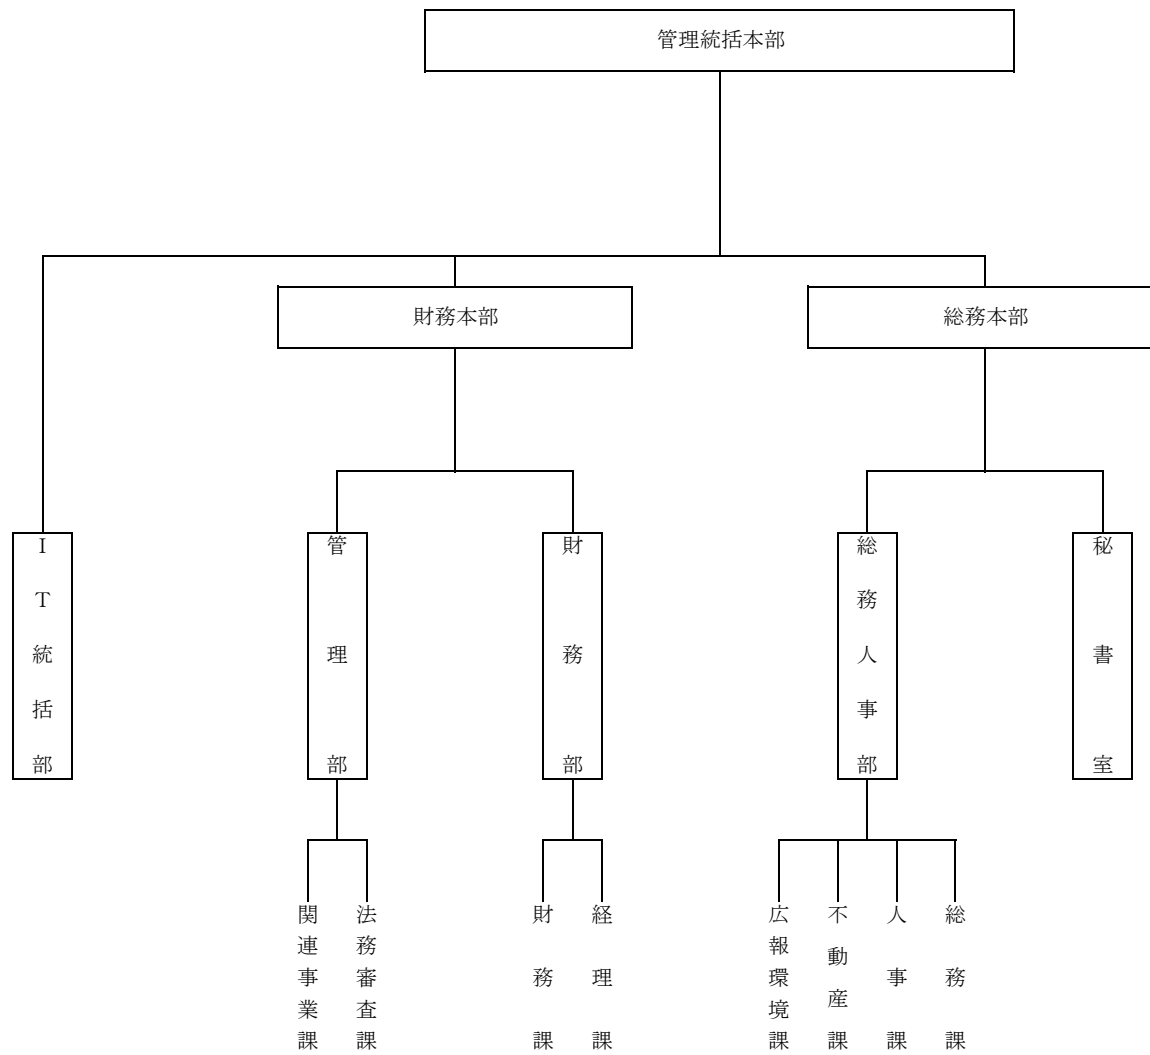 管理統括本部
財務本部
総務本部
ＩＴ統括部
管理部
財務部
総務人事部
秘書室
関連事業課
法務審査課
財務課
経理課
広報環境課
不動産課
人事課
総務課